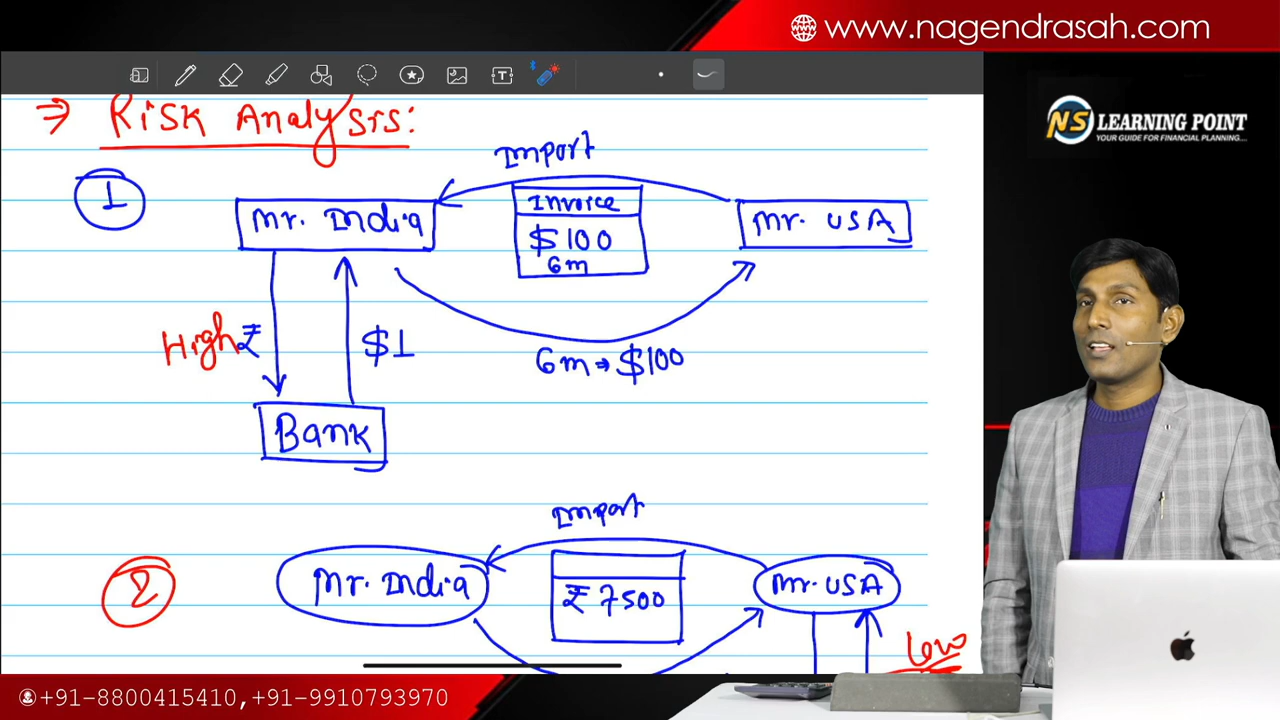 www.nagendrasah.com
⇒ Risk Analysis:
NS LEARNING POINT
YOUR GUIDE FOR FINANCIAL PLANNING....
1
Import
Mr. India
Invoice
$100
6m
Mr. USA
High ₹
$1
6m → $100
Bank
2
Import
Mr. India
₹ 7500
Mr. USA
Low
+91-8800415410,+91-9910793970